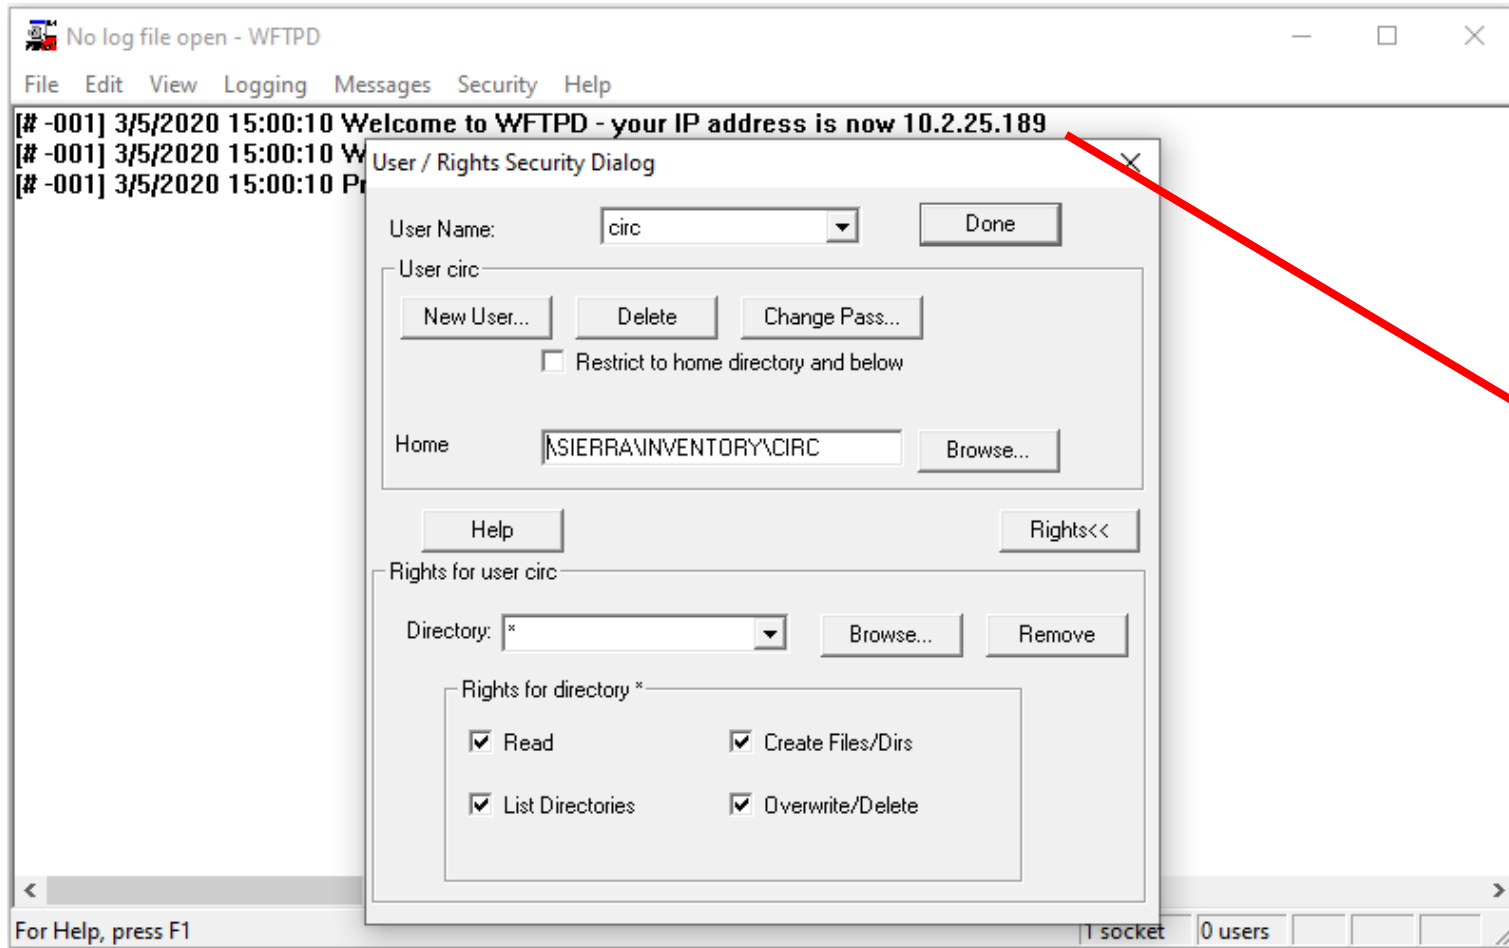 No log file open - WFTPD
File Edit View Logging Messages Security Help
[# -001] 3/5/2020 15:00:10 Welcome to WFTPD - your IP address is now 10.2.25.189
[# -001] 3/5/2020 15:00:10
[# -001] 3/5/2020 15:00:10
User / Rights Security Dialog
User Name: circ Done
User circ
New User... Delete Change Pass...
Restrict to home directory and below
Home \SIERRA\INVENTORY\CIRC Browse...
Help Rights<<
Rights for user circ
Directory: * Browse... Remove
Rights for directory *
Read Create Files/Dirs
List Directories Overwrite/Delete
For Help, press F1 1 socket 0 users